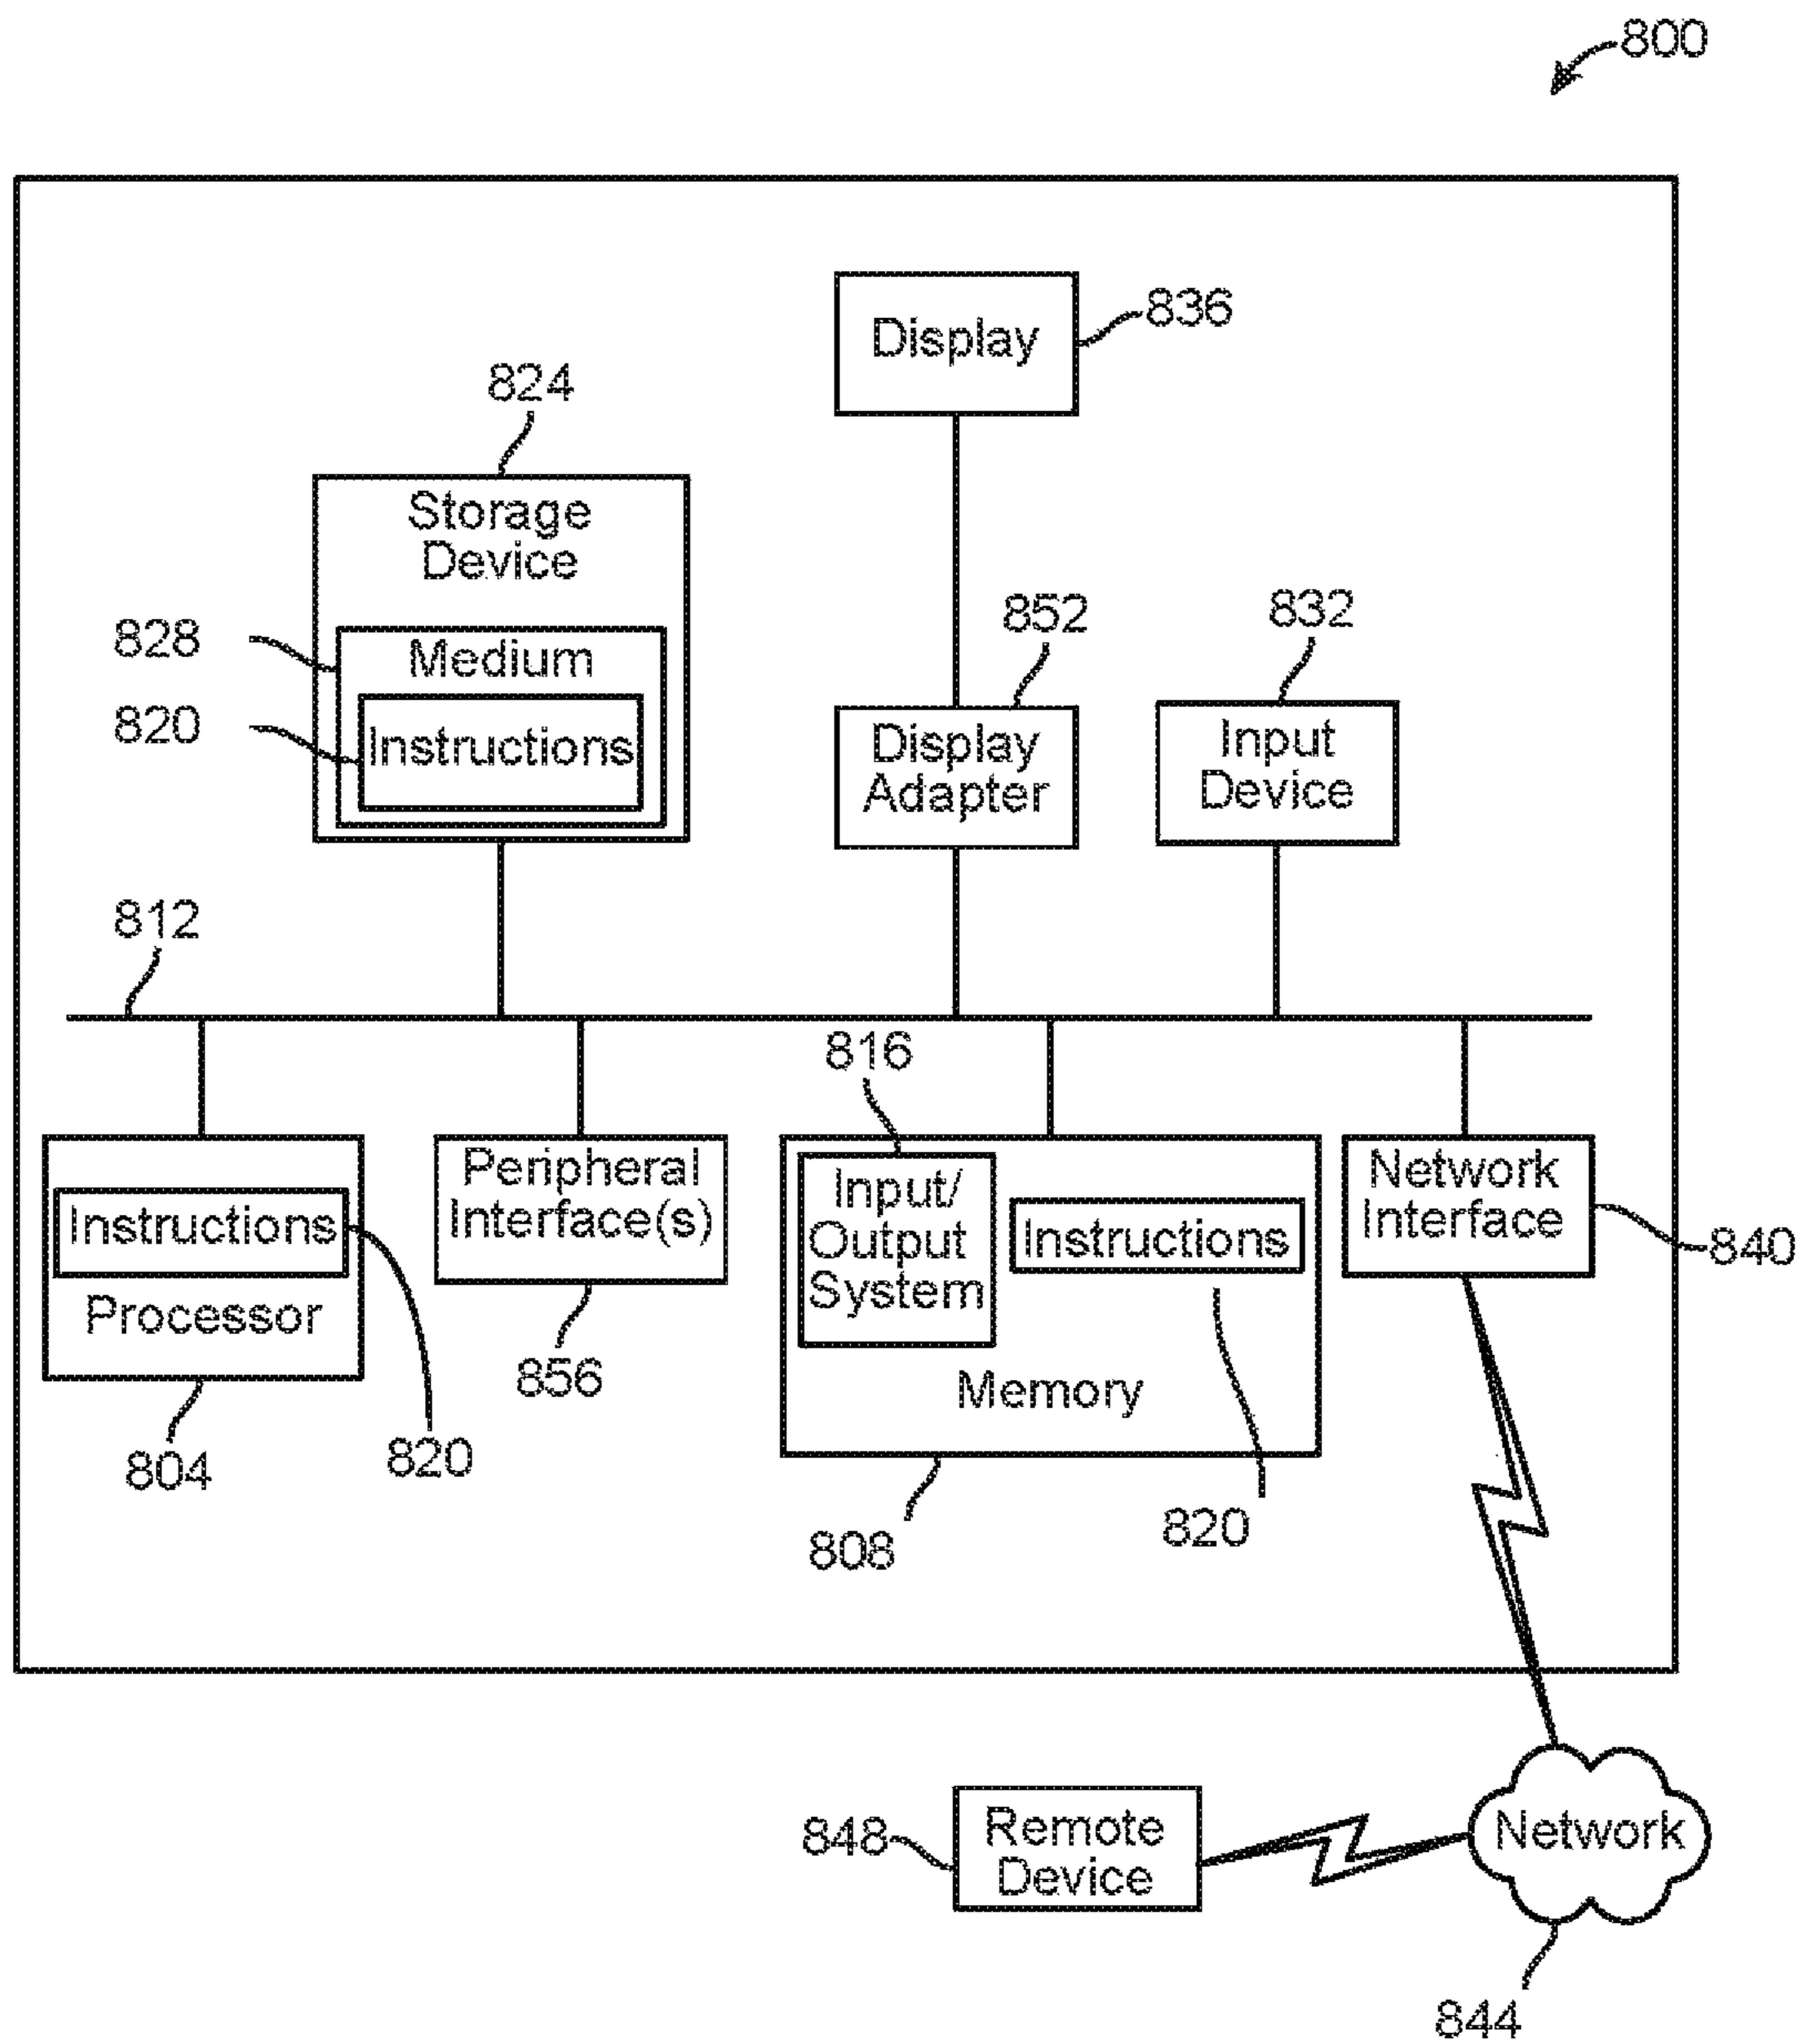 800
Display
836
824
Storage
Device
828
Medium
820
Instructions
852
Display
Adapter
832
Input
Device
812
816
Instructions
Processor
804
820
Peripheral
Interface(s)
856
Input/
Output
System
Instructions
Memory
808
820
Network
Interface
840
848
Remote
Device
Network
844